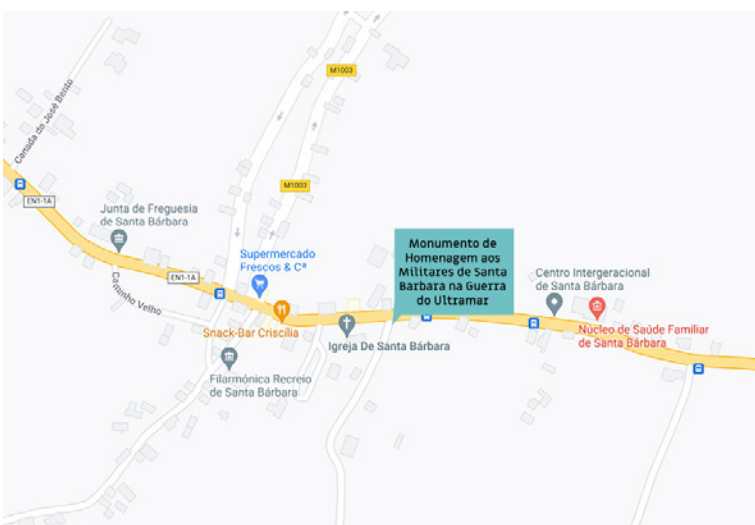 M1003
Canada do José Bento
EN1-1A
M1003
Junta de Freguesia
de Santa Bárbara
Monumento de
Homenagem aos
Militares de Santa
Barbara na Guerra
do Ultramar
Supermercado
Frescos & Cª
EN1-1A
Centro Intergeracional
de Santa Bárbara
Caminho Velho
Snack-Bar Criscília
Igreja De Santa Bárbara
Núcleo de Saúde Familiar
de Santa Bárbara
Filarmónica Recreio
de Santa Bárbara